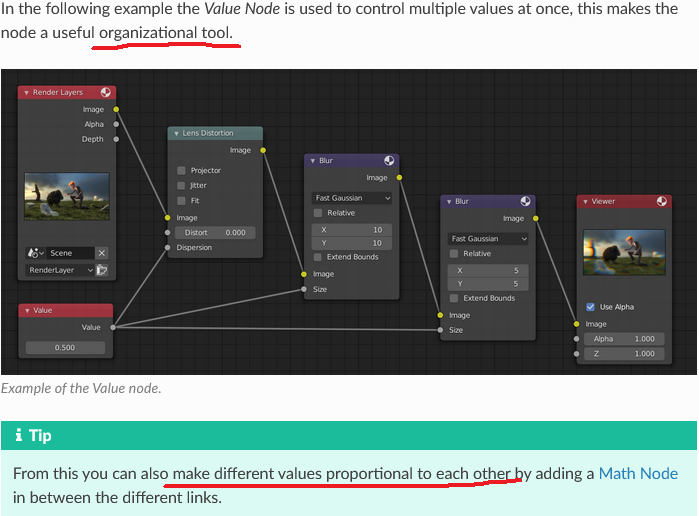 In the following example the Value Node is used to control multiple values at once, this makes the
node a useful organizational tool.
Render Layers
Image
Alpha
Depth
Scene
RenderLayer
Value
Value
0.500
Lens Distortion
Image
Projector
Jitter
Fit
Image
Distort 0.000
Dispersion
Blur
Image
Fast Gaussian
Relative
X 10
Y 10
Extend Bounds
Image
Size
Blur
Image
Fast Gaussian
Relative
X 5
Y 5
Extend Bounds
Image
Size
Viewer
Use Alpha
Image
Alpha 1.000
Z 1.000
Example of the Value node.
Tip
From this you can also make different values proportional to each other by adding a Math Node
in between the different links.